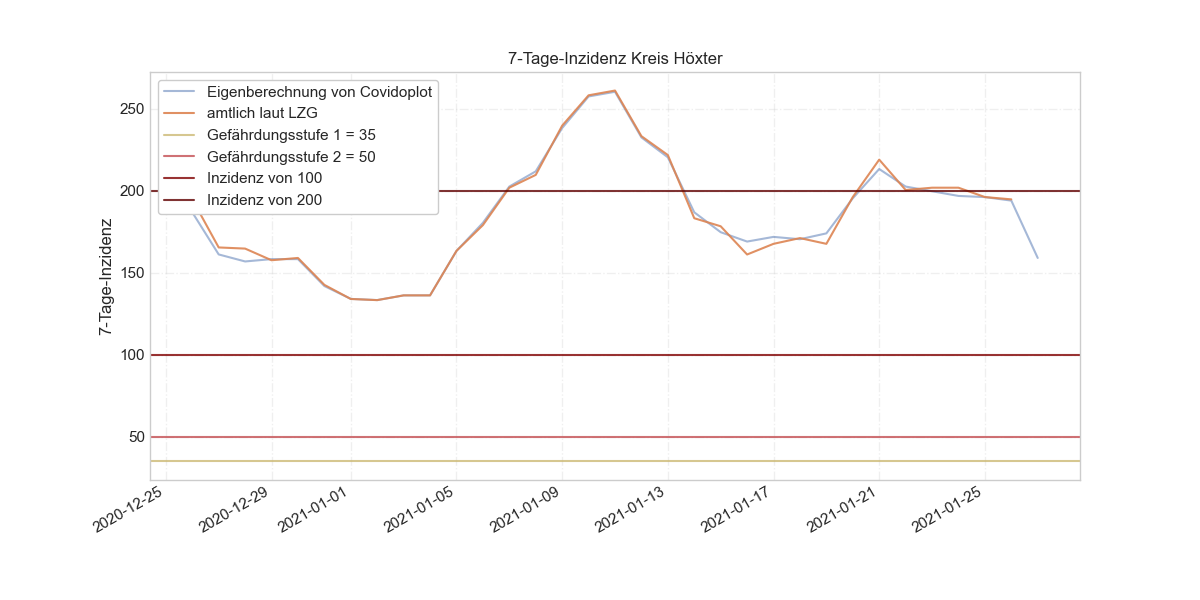 7-Tage-Inzidenz Kreis Höxter
Eigenberechnung von Covidoplot
amtlich laut LZG
Gefährdungsstufe 1 = 35
Gefährdungsstufe 2 = 50
Inzidenz von 100
Inzidenz von 200
7-Tage-Inzidenz
250
200
150
100
50
2020-12-25
2020-12-29
2021-01-01
2021-01-05
2021-01-09
2021-01-13
2021-01-17
2021-01-21
2021-01-25